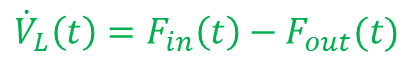 V̇_L(t) = F_in(t) − F_out(t)